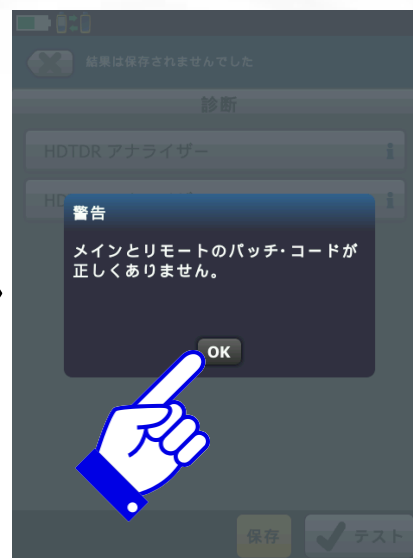 結果は保存されませんでした
診断
HDTDR アナライザー
警告
メインとリモートのパッチ・コードが
正しくありません。
OK
保存
テスト